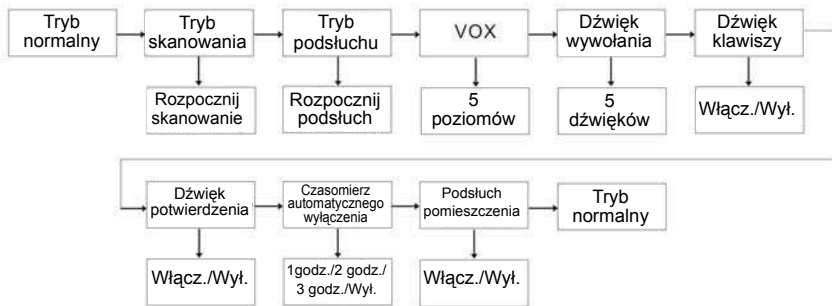 Tryb
normalny
Tryb
skanowania
Tryb
podsłuchu
VOX
Dźwięk
wywołania
Dźwięk
klawiszy
Rozpocznij
skanowanie
Rozpocznij
podsłuch
5
poziomów
5
dźwięków
Włącz./Wył.
Dźwięk
potwierdzenia
Czasomierz
automatycznego
wyłączenia
Podsłuch
pomieszczenia
Tryb
normalny
Włącz./Wył.
1godz./2 godz./
3 godz./Wył.
Włącz./Wył.